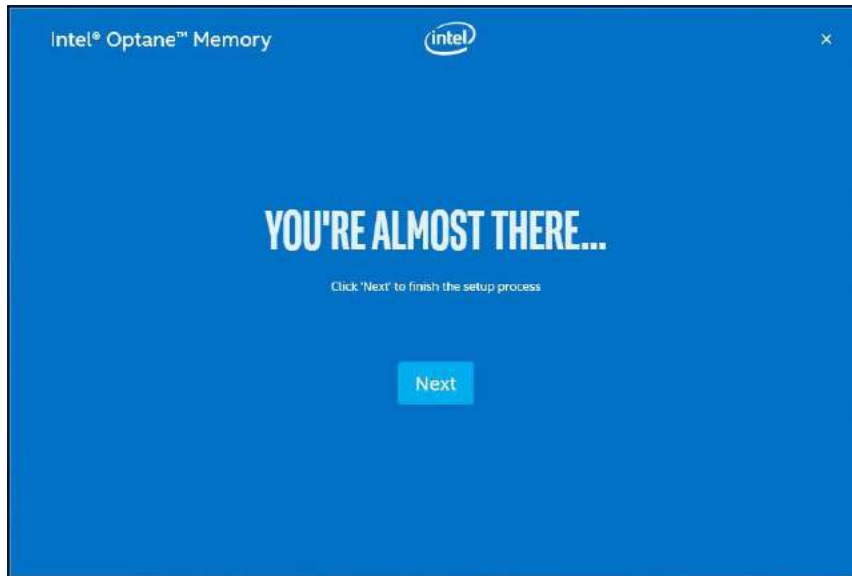 Intel® Optane™ Memory
intel
×
YOU'RE ALMOST THERE...
Click 'Next' to finish the setup process
Next